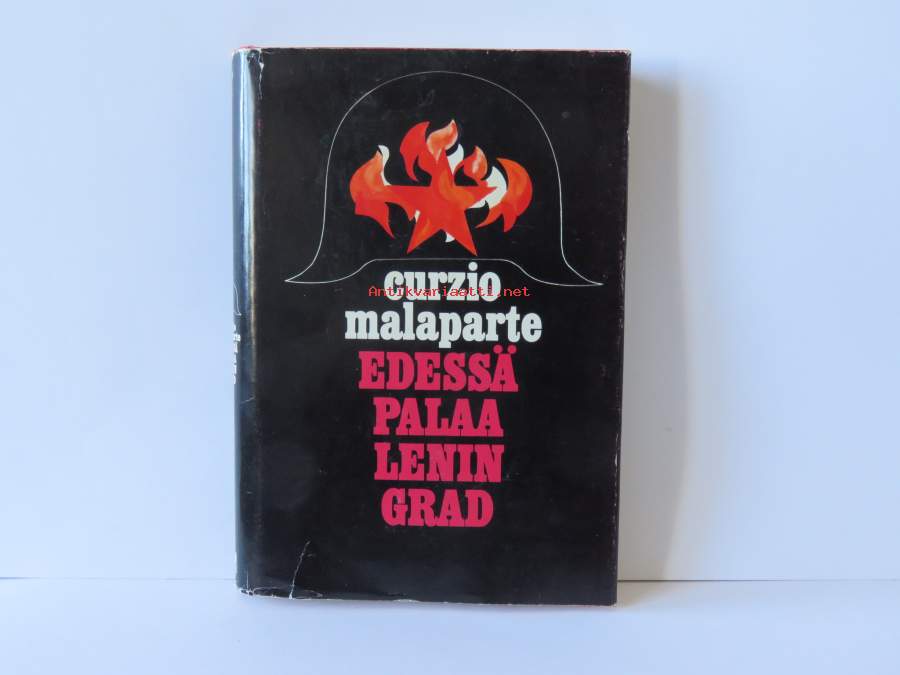 curzio
Antikvariaatti.net
malaparte
EDESSÄ
PALAA
LENIN
GRAD